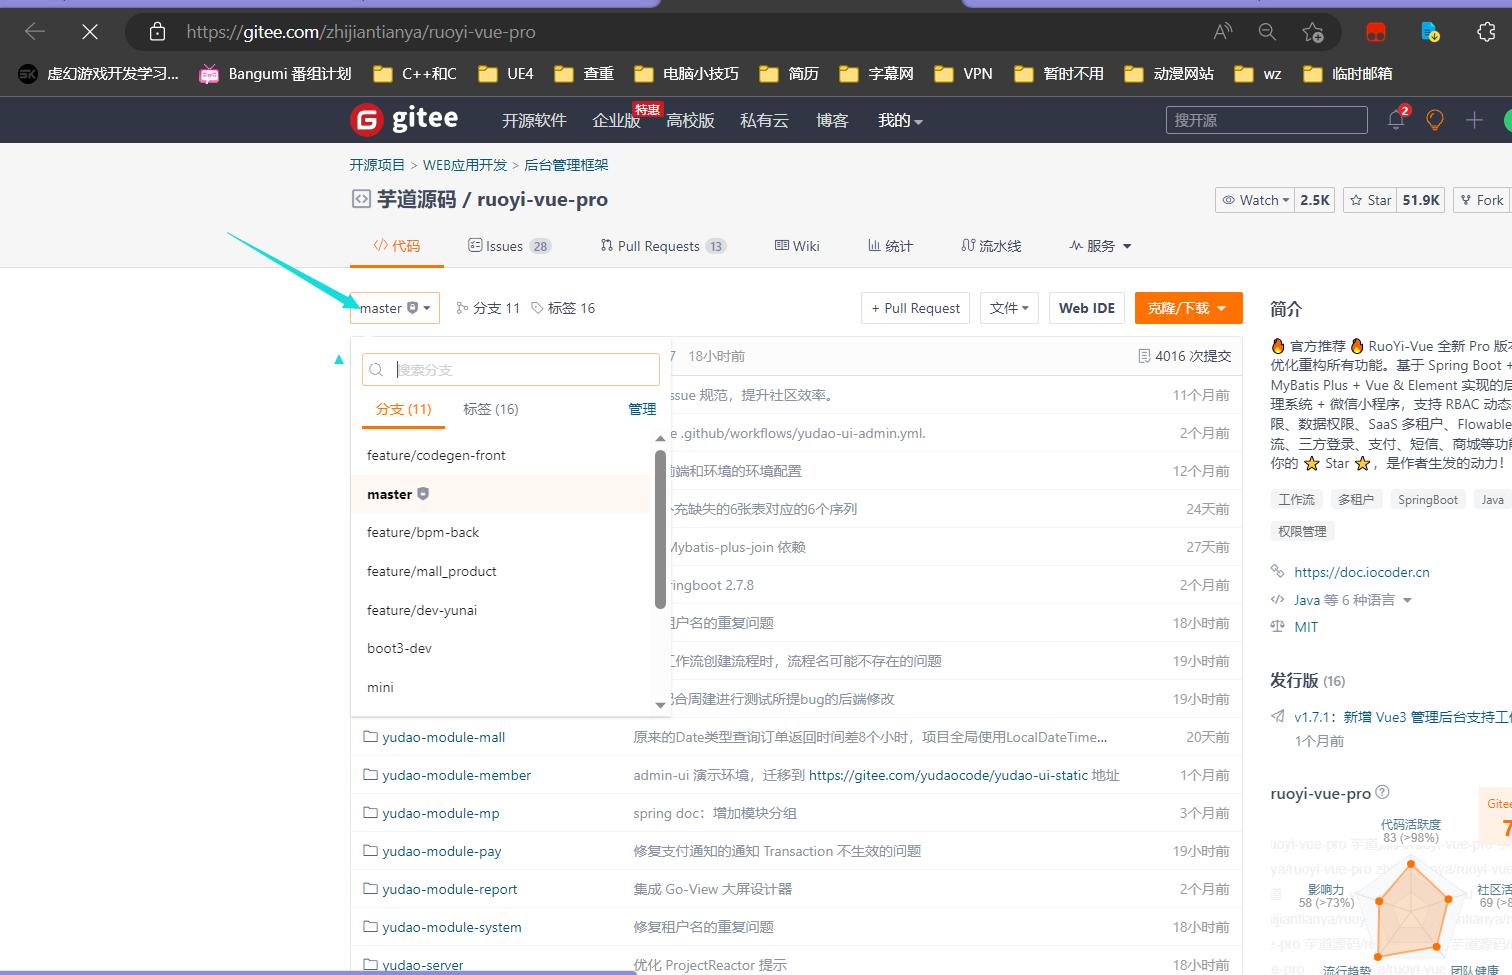 https://gitee.com/zhijiantianya/ruoyi-vue-pro
虚幻游戏开发学习...
Bangumi 番组计划
C++和C
UE4
查重
电脑小技巧
简历
字幕网
VPN
暂时不用
动漫网站
wz
临时邮箱
gitee
开源软件
企业版
特惠
高校版
私有云
博客
我的
搜开源
2
开源项目 > WEB应用开发 > 后台管理框架
芋道源码 / ruoyi-vue-pro
Watch 2.5K
Star 51.9K
Fork
代码
Issues 28
Pull Requests 13
Wiki
统计
流水线
服务
master
分支 11
标签 16
+ Pull Request
文件
Web IDE
克隆/下载
搜索分支
分支 (11)
标签 (16)
管理
feature/codegen-front
master
feature/bpm-back
feature/mall_product
feature/dev-yunai
boot3-dev
mini
7 18小时前
4016 次提交
ssue 规范，提升社区效率。 11个月前
e .github/workflows/yudao-ui-admin.yml. 2个月前
前端和环境的环境配置 12个月前
补充缺失的6张表对应的6个序列 24天前
Mybatis-plus-join 依赖 27天前
ringboot 2.7.8 2个月前
租户名的重复问题 18小时前
工作流创建流程时，流程名可能不存在的问题 19小时前
配合周建进行测试所提bug的后端修改 19小时前
yudao-module-mall 原来的Date类型查询订单返回时间差8个小时，项目全局使用LocalDateTime... 20天前
yudao-module-member admin-ui 演示环境，迁移到 https://gitee.com/yudaocode/yudao-ui-static 地址 1个月前
yudao-module-mp spring doc：增加模块分组 3个月前
yudao-module-pay 修复支付通知的通知 Transaction 不生效的问题 19小时前
yudao-module-report 集成 Go-View 大屏设计器 2个月前
yudao-module-system 修复租户名的重复问题 18小时前
yudao-server 优化 ProjectReactor 提示 18小时前
简介
官方推荐 RuoYi-Vue 全新 Pro 版本
优化重构所有功能。基于 Spring Boot +
MyBatis Plus + Vue & Element 实现的后
理系统 + 微信小程序，支持 RBAC 动态
限、数据权限、SaaS 多租户、Flowable
流、三方登录、支付、短信、商城等功能
你的 Star ，是作者生发的动力！
工作流
多租户
SpringBoot
Java
权限管理
https://doc.iocoder.cn
Java 等 6 种语言
MIT
发行版 (16)
v1.7.1：新增 Vue3 管理后台支持工
1个月前
ruoyi-vue-pro
Gitee
7
代码活跃度
83 (>98%)
影响力
58 (>73%)
社区活
69 (>8
流行趋势
团队健康